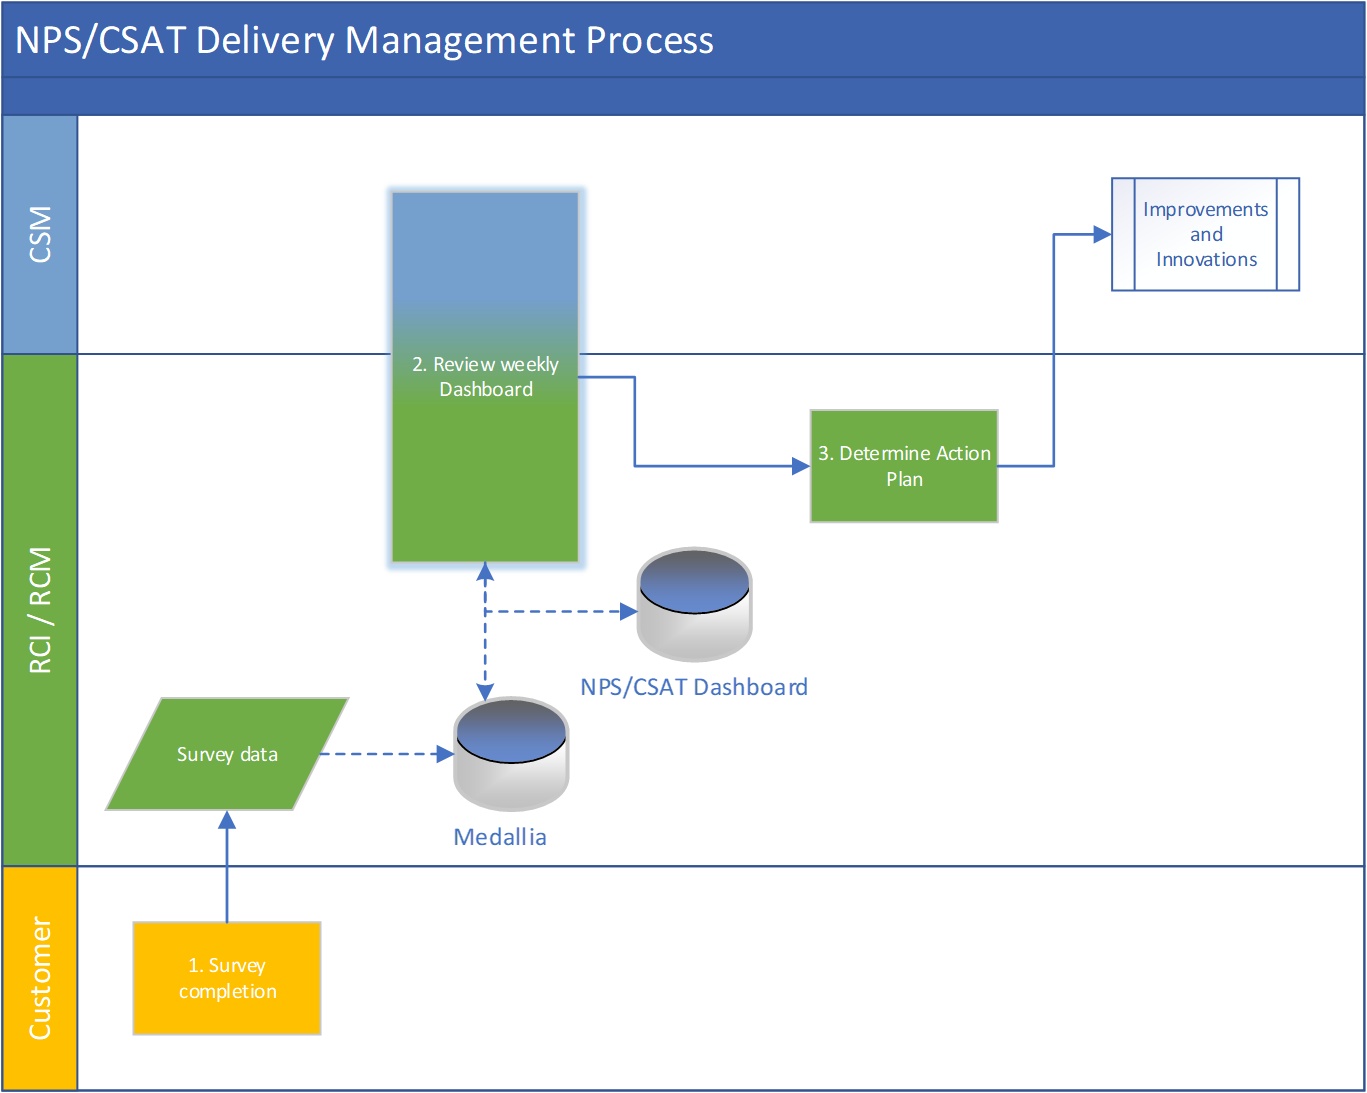 NPS/CSAT Delivery Management Process
CSM
Improvements
and
Innovations
2. Review weekly
Dashboard
RCI / RCM
3. Determine Action
Plan
NPS/CSAT Dashboard
Survey data
Medallia
Customer
1. Survey
completion